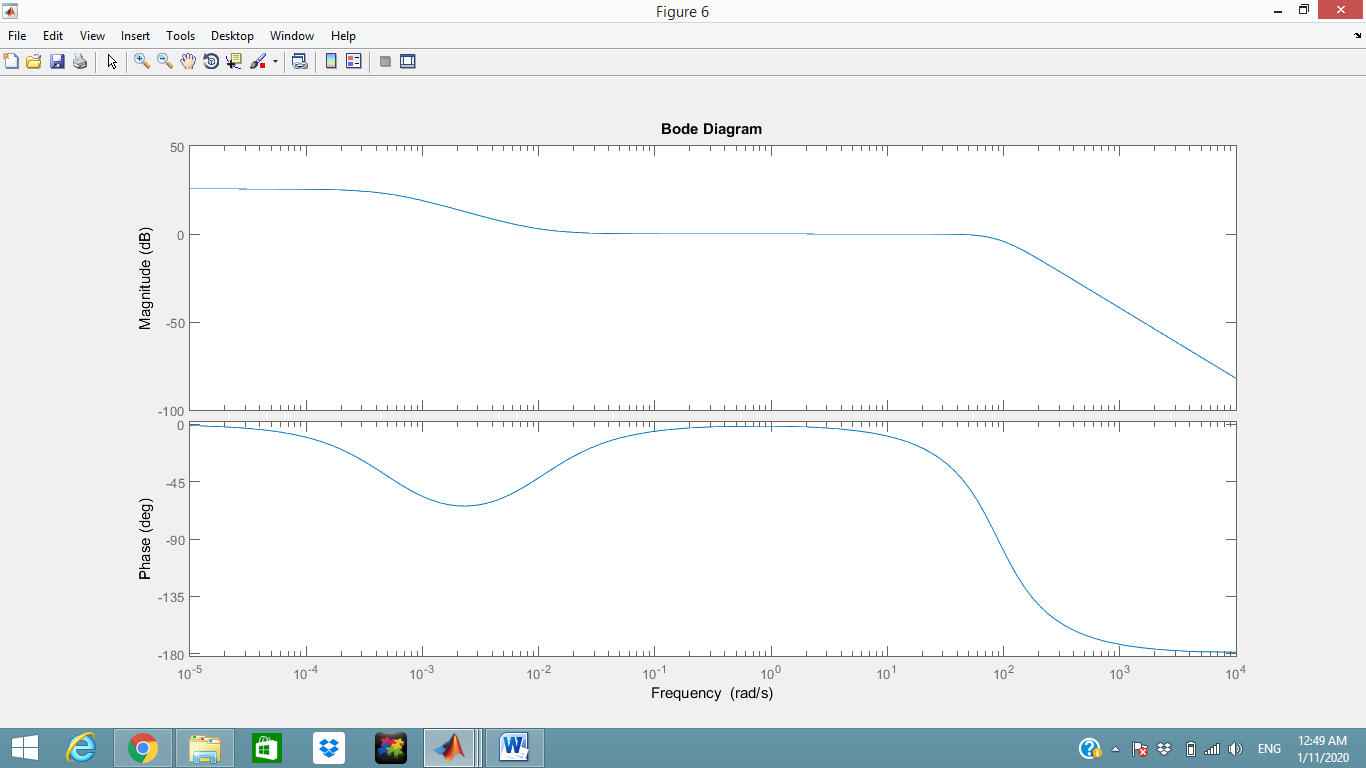 Figure 6
File Edit View Insert Tools Desktop Window Help
Bode Diagram
50
0
-50
-100
Magnitude (dB)
0
-45
-90
-135
-180
Phase (deg)
10^-5 10^-4 10^-3 10^-2 10^-1 10^0 10^1 10^2 10^3 10^4
Frequency (rad/s)
ENG
12:49 AM
1/11/2020